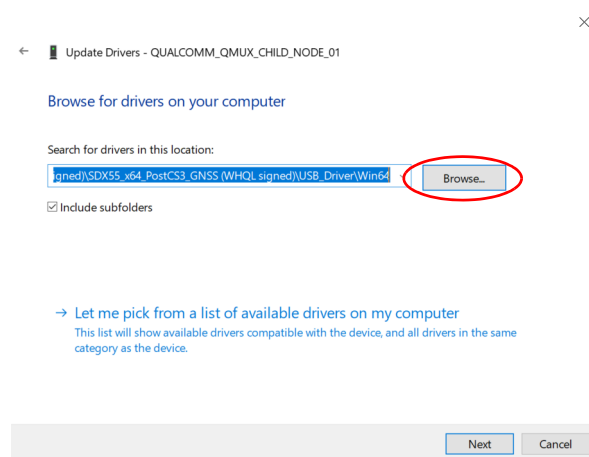 Update Drivers - QUALCOMM_QMUX_CHILD_NODE_01
Browse for drivers on your computer
Search for drivers in this location:
igned)\SDX55_x64_PostCS3_GNSS (WHQL signed)\USB_Driver\Win64
Browse...
Include subfolders
Let me pick from a list of available drivers on my computer
This list will show available drivers compatible with the device, and all drivers in the same
category as the device.
Next
Cancel